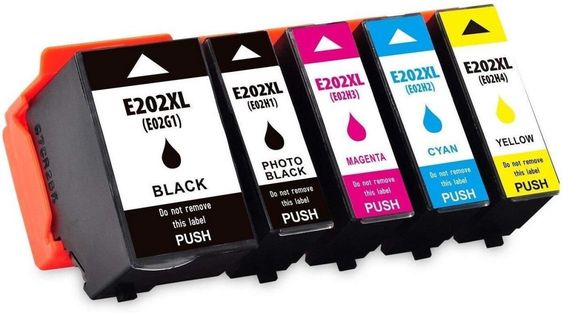 E202XL
(E02G1)
BLACK
Do not remove
this label
PUSH
E202XL
(E02H1)
PHOTO
BLACK
Do not remove
this label
PUSH
E202XL
(E02H3)
MAGENTA
Do not remove
this label
PUSH
E202XL
(E02H2)
CYAN
Do not remove
this label
PUSH
E202XL
(E02H4)
YELLOW
Do not remove
this label
PUSH